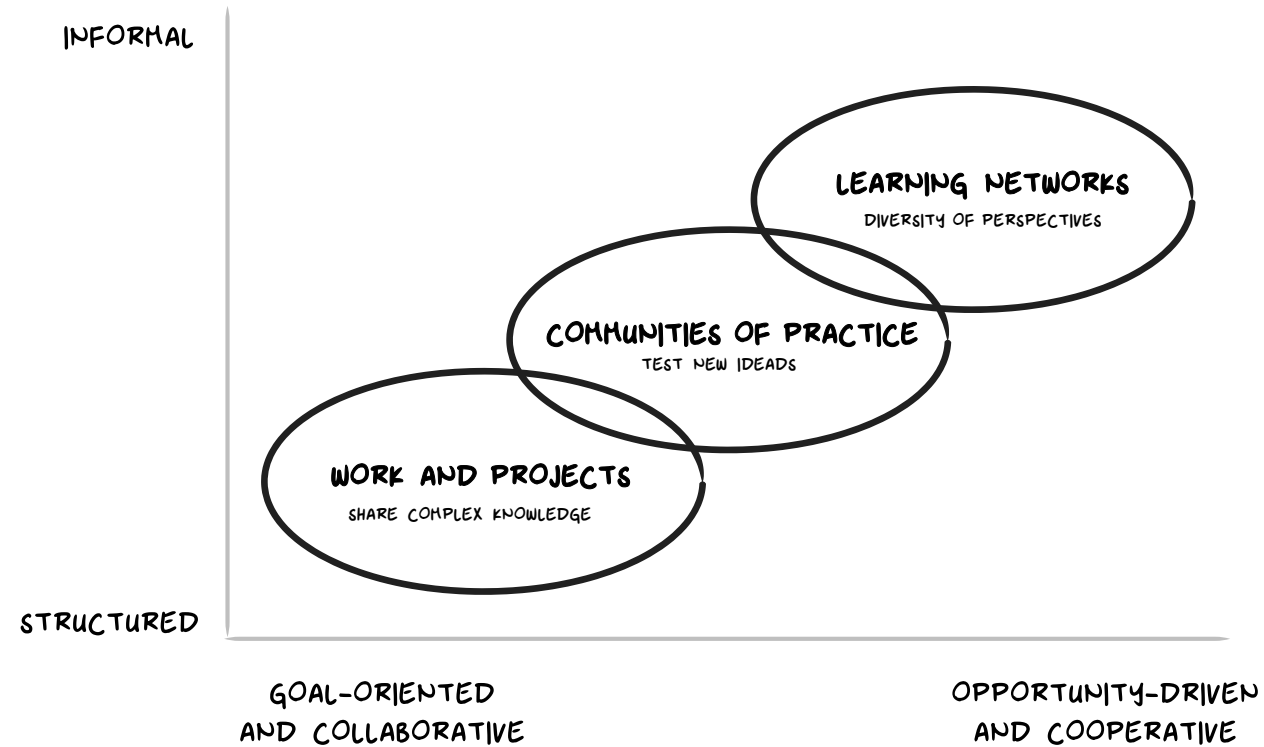 INFORMAL
LEARNING NETWORKS
DIVERSITY OF PERSPECTIVES
COMMUNITIES OF PRACTICE
TEST NEW IDEADS
WORK AND PROJECTS
SHARE COMPLEX KNOWLEDGE
STRUCTURED
GOAL-ORIENTED
AND COLLABORATIVE
OPPORTUNITY-DRIVEN
AND COOPERATIVE